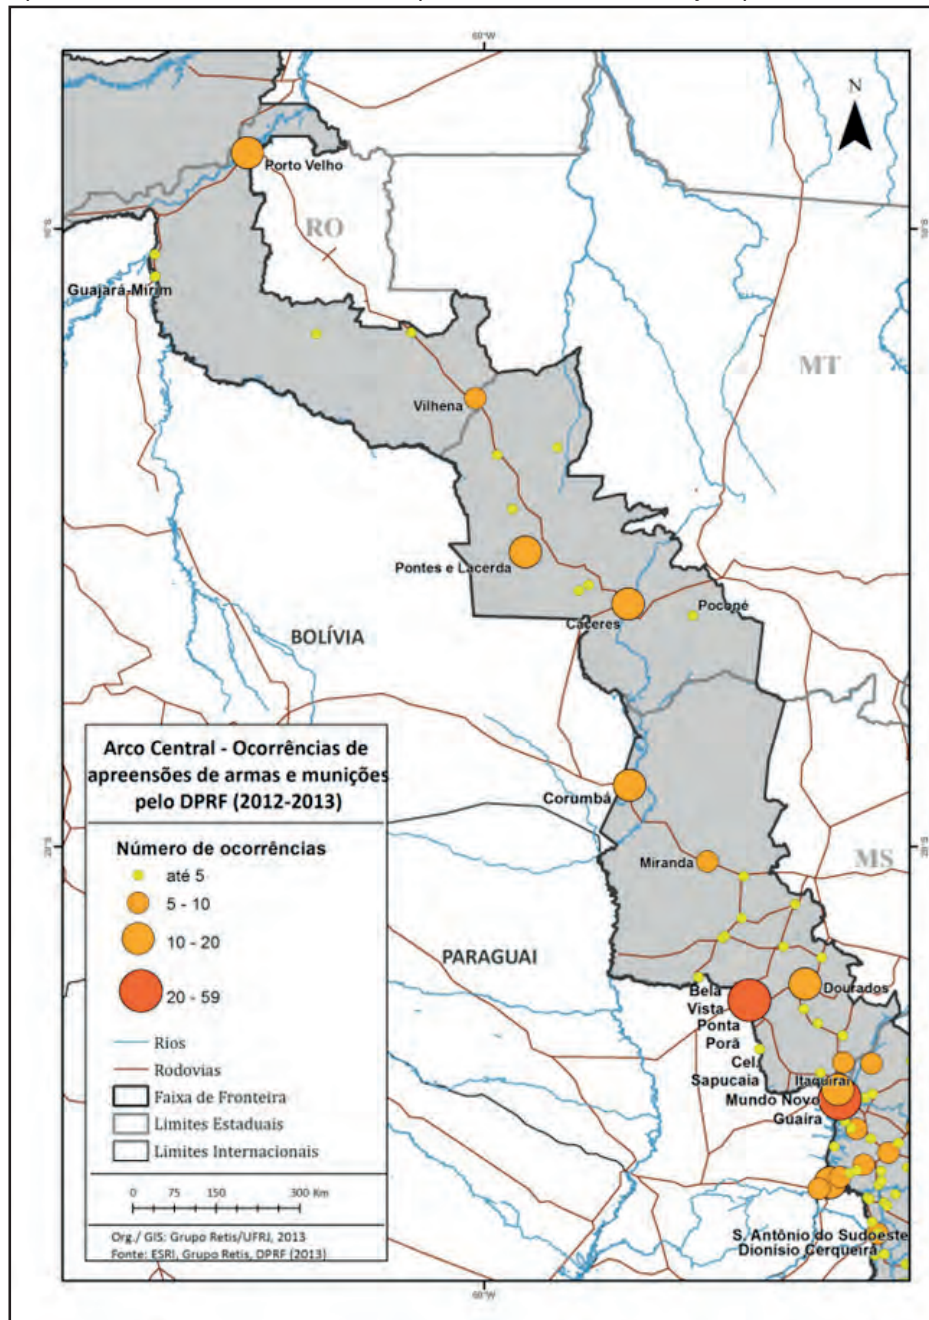 60°W
N
Porto Velho
RO
10°S
10°S
Guajará-Mirim
MT
Vilhena
Pontes e Lacerda
Poconé
Cáceres
BOLÍVIA
Arco Central - Ocorrências de
apreensões de armas e munições
pelo DPRF (2012-2013)
Número de ocorrências
até 5
5 - 10
10 - 20
20 - 59
Rios
Rodovias
Faixa de Fronteira
Limites Estaduais
Limites Internacionais
0 75 150 300 Km
Org./ GIS: Grupo Retis/UFRJ, 2013
Fonte: ESRI, Grupo Retis, DPRF (2013)
Corumbá
Miranda
MS
PARAGUAI
Bela
Vista
Dourados
Ponta
Porã
Cel.
Sapucaia
Itaquiraí
Mundo Novo
Guaíra
S. Antônio do Sudoeste
Dionísio Cerqueira
60°W